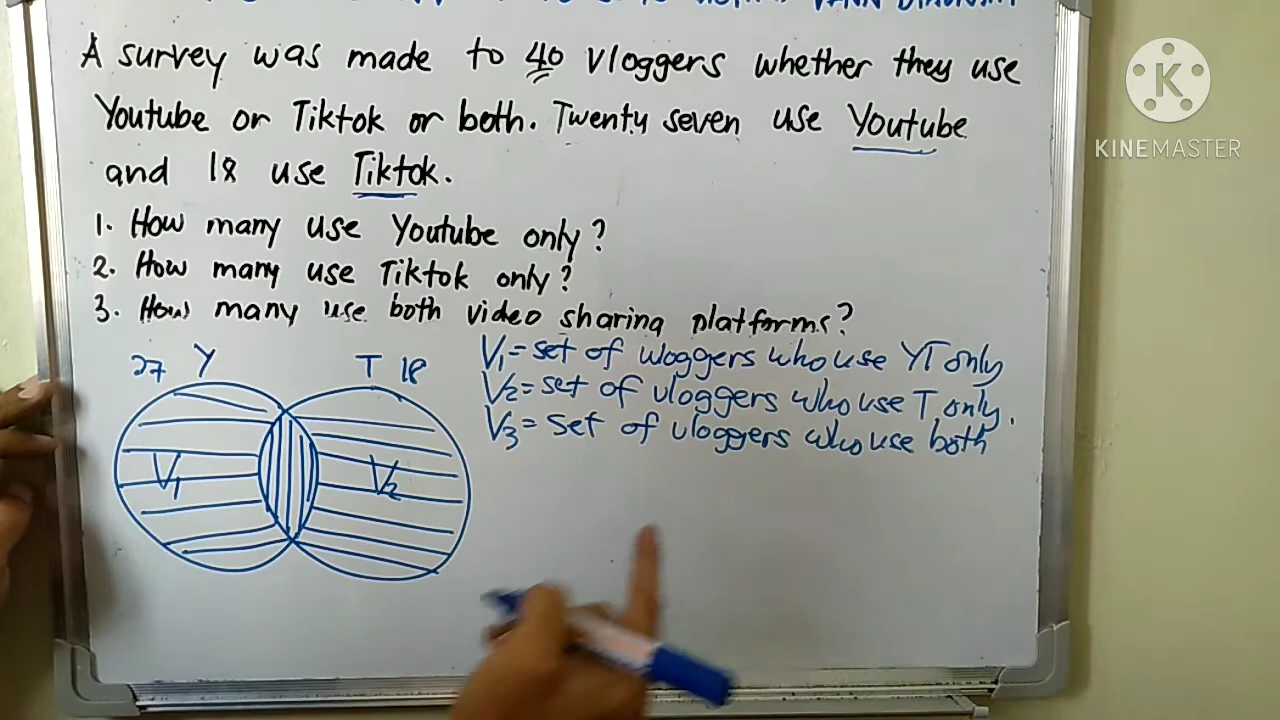 VENN DIAGRAM
A survey was made to 40 vloggers whether they use
Youtube or Tiktok or both. Twenty seven use Youtube
and 18 use Tiktok.
1. How many use Youtube only?
2. How many use Tiktok only?
3. How many use both video sharing platforms?
27 Y T 18
V1 = set of vloggers who use YT only
V2 = set of vloggers who use T only.
V3 = set of vloggers who use both
V1 V2
K
KINEMASTER